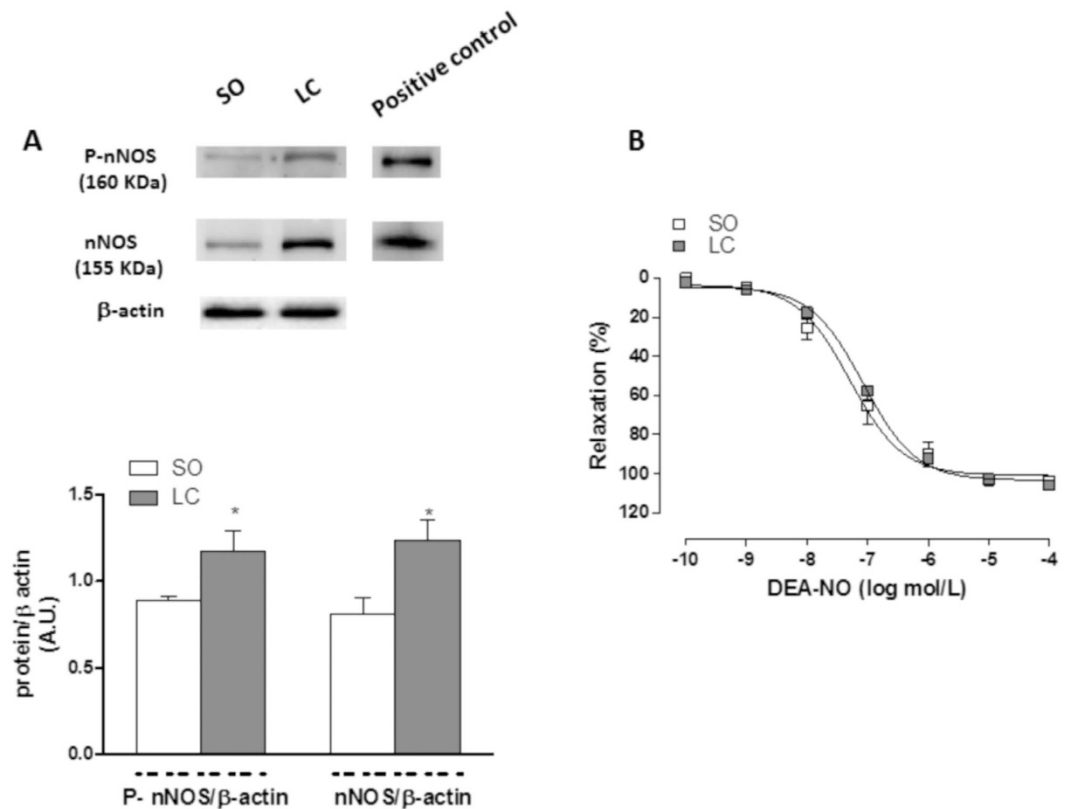 A
SO LC Positive control
P-nNOS
(160 KDa)
nNOS
(155 KDa)
β-actin
SO
LC
1.5
1.0
0.5
0.0
protein/β actin
(A.U.)
* *
P- nNOS/β-actin nNOS/β-actin
B
SO
LC
0
20
40
60
80
100
120
Relaxation (%)
-10 -9 -8 -7 -6 -5 -4
DEA-NO (log mol/L)